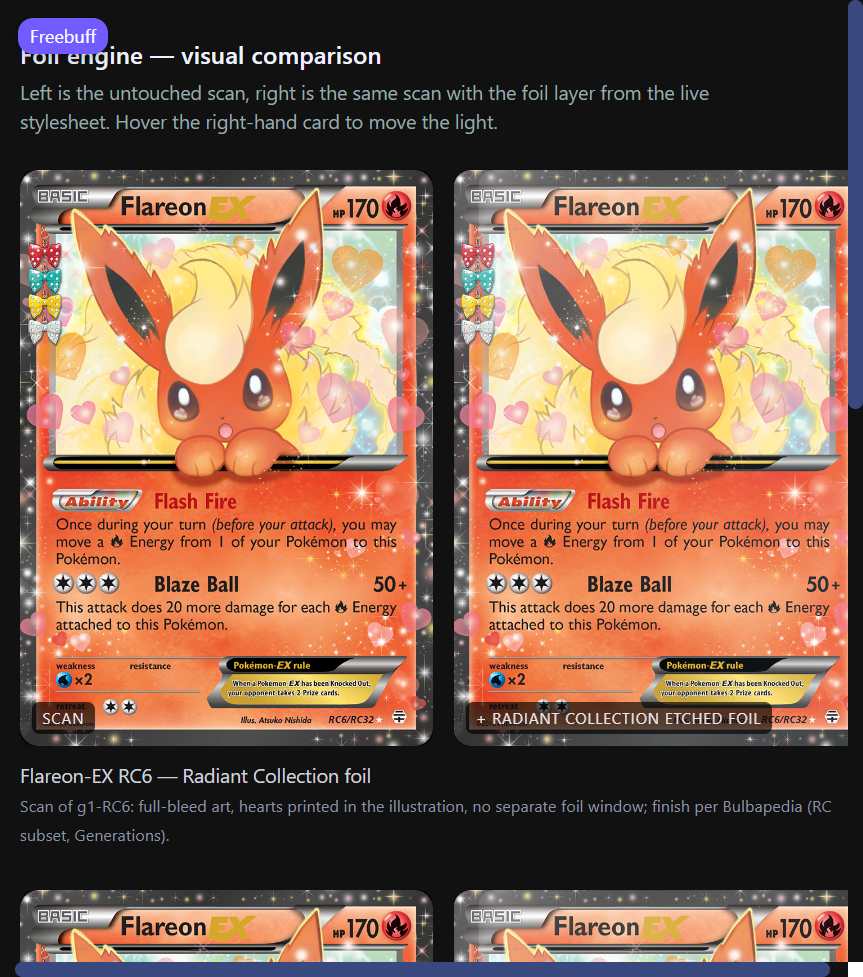 Freebuff
Foil engine — visual comparison
Left is the untouched scan, right is the same scan with the foil layer from the live
stylesheet. Hover the right-hand card to move the light.
BASIC
FlareonEX
HP 170
Ability Flash Fire
Once during your turn (before your attack), you may
move a Energy from 1 of your Pokémon to this
Pokémon.
Blaze Ball 50+
This attack does 20 more damage for each Energy
attached to this Pokémon.
weakness resistance
×2
Pokémon-EX rule
When a Pokémon-EX has been Knocked Out,
your opponent takes 2 Prize cards.
retreat
SCAN
Illus. Atsuko Nishida RC6/RC32
BASIC
FlareonEX
HP 170
Ability Flash Fire
Once during your turn (before your attack), you may
move a Energy from 1 of your Pokémon to this
Pokémon.
Blaze Ball 50+
This attack does 20 more damage for each Energy
attached to this Pokémon.
weakness resistance
×2
Pokémon-EX rule
When a Pokémon-EX has been Knocked Out,
your opponent takes 2 Prize cards.
retreat
+ RADIANT COLLECTION ETCHED FOIL
RC6/RC32
Flareon-EX RC6 — Radiant Collection foil
Scan of g1-RC6: full-bleed art, hearts printed in the illustration, no separate foil window; finish per Bulbapedia (RC
subset, Generations).
BASIC
FlareonEX
HP 170
BASIC
FlareonEX
HP 170